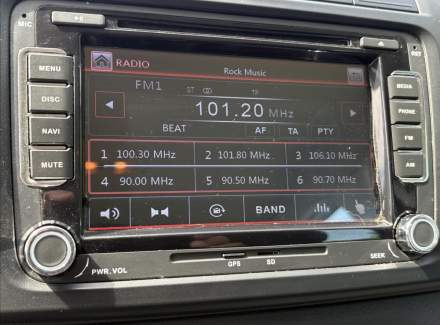 MIC
RES
RADIO
Rock Music
FM1
ST
101.20 MHz
BEAT AF TA PTY
1 100.30 MHz 2 101.80 MHz 3 106.10 MHz
4 90.00 MHz 5 90.50 MHz 6 90.70 MHz
BAND
MENU
DISC
NAVI
MUTE
MEDIA
PHONE
FM
AM
PWR,VOL
GPS SD
SEEK